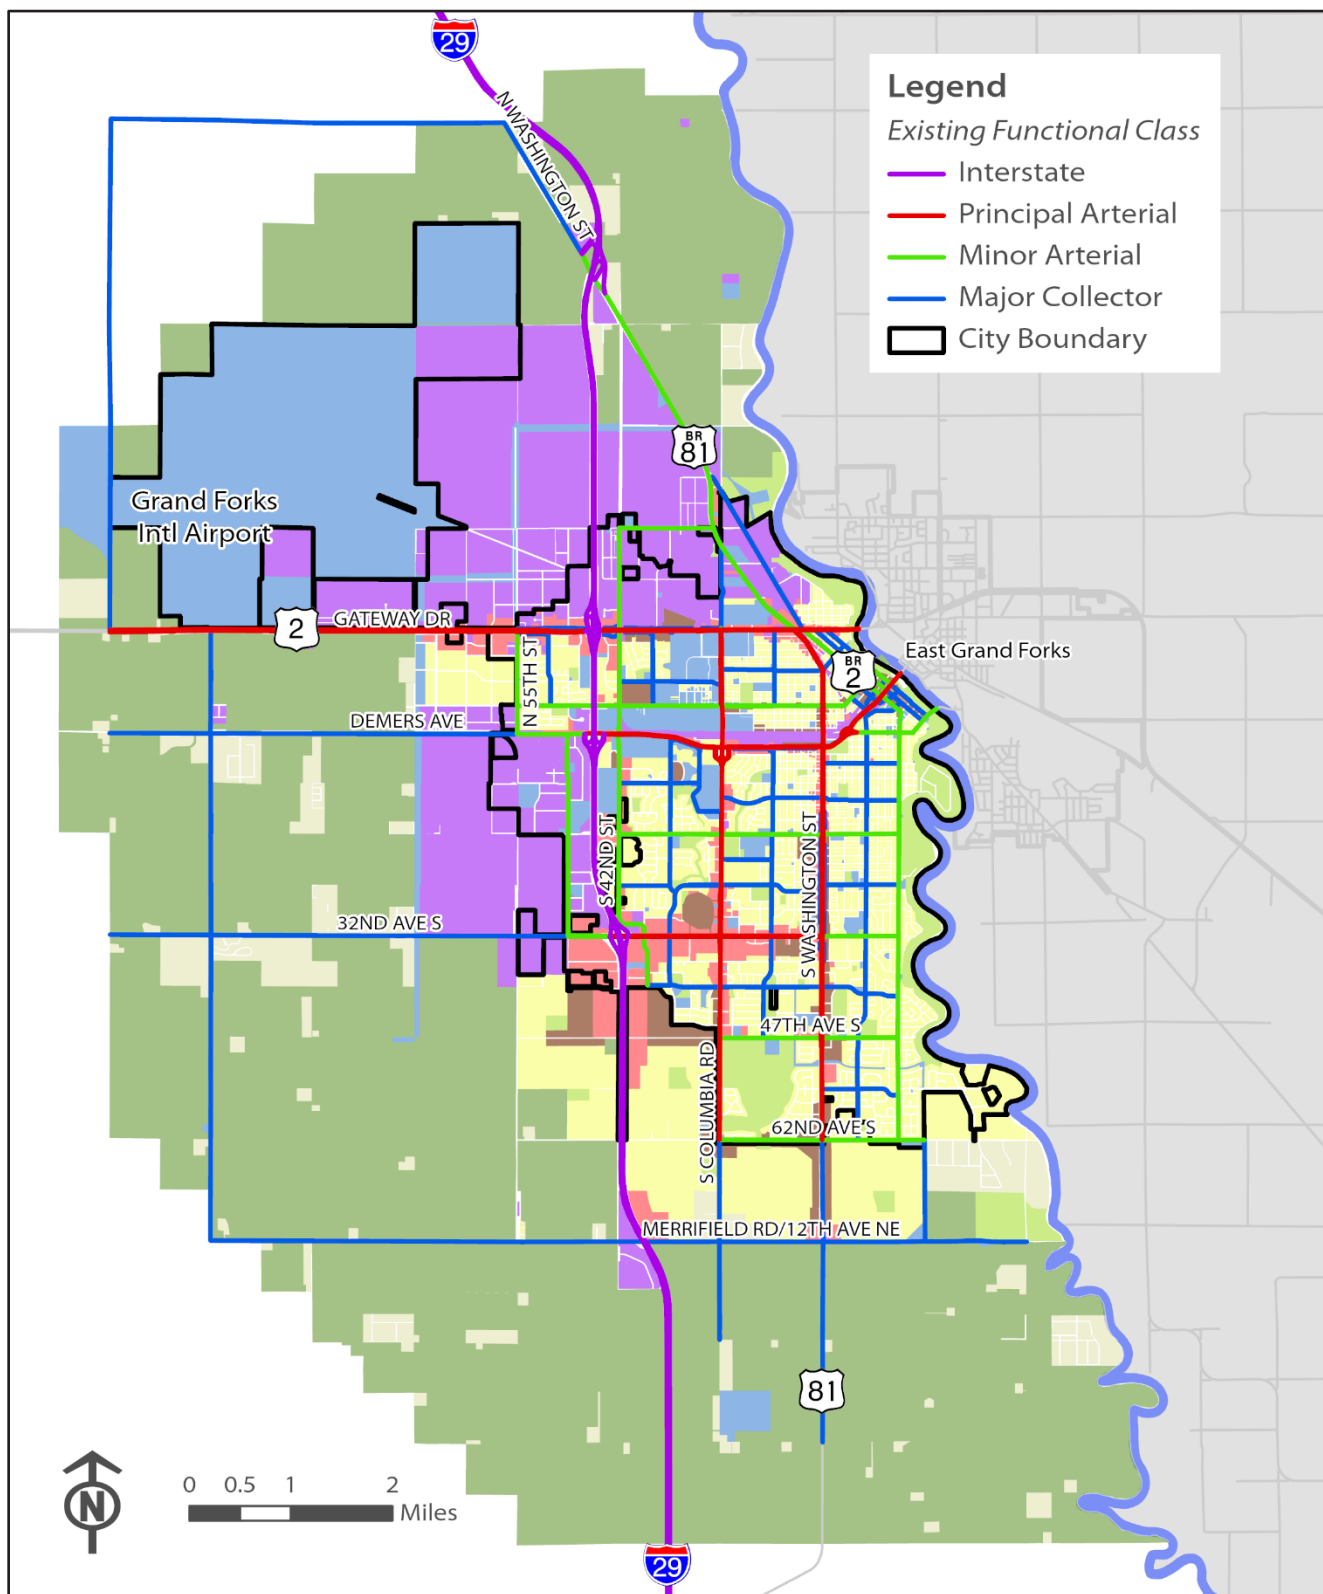 29
N WASHINGTON ST
Legend
Existing Functional Class
Interstate
Principal Arterial
Minor Arterial
Major Collector
City Boundary
BR
81
Grand Forks
Intl Airport
2
GATEWAY DR
N 55TH ST
East Grand Forks
BR
2
DEMERS AVE
S 42ND ST
S WASHINGTON ST
32ND AVE S
47TH AVE S
S COLUMBIA RD
62ND AVE S
MERRIFIELD RD/12TH AVE NE
81
N
0 0.5 1 2
Miles
29